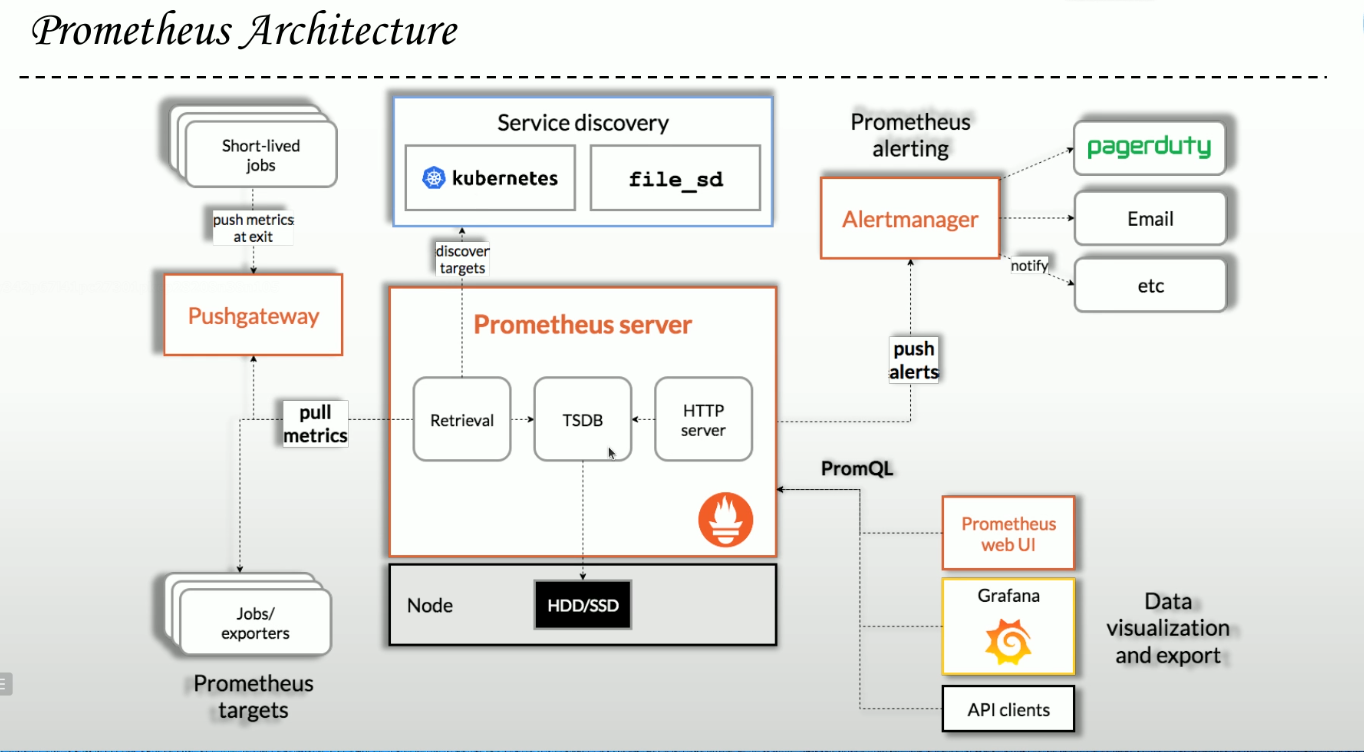 Prometheus Architecture
Short-lived
jobs
push metrics
at exit
Pushgateway
pull
metrics
Jobs/
exporters
Prometheus
targets
Service discovery
kubernetes
file_sd
discover
targets
Prometheus server
Retrieval
TSDB
HTTP
server
Node
HDD/SSD
Prometheus
alerting
Alertmanager
pagerduty
Email
etc
notify
push
alerts
PromQL
Prometheus
web UI
Grafana
API clients
Data
visualization
and export